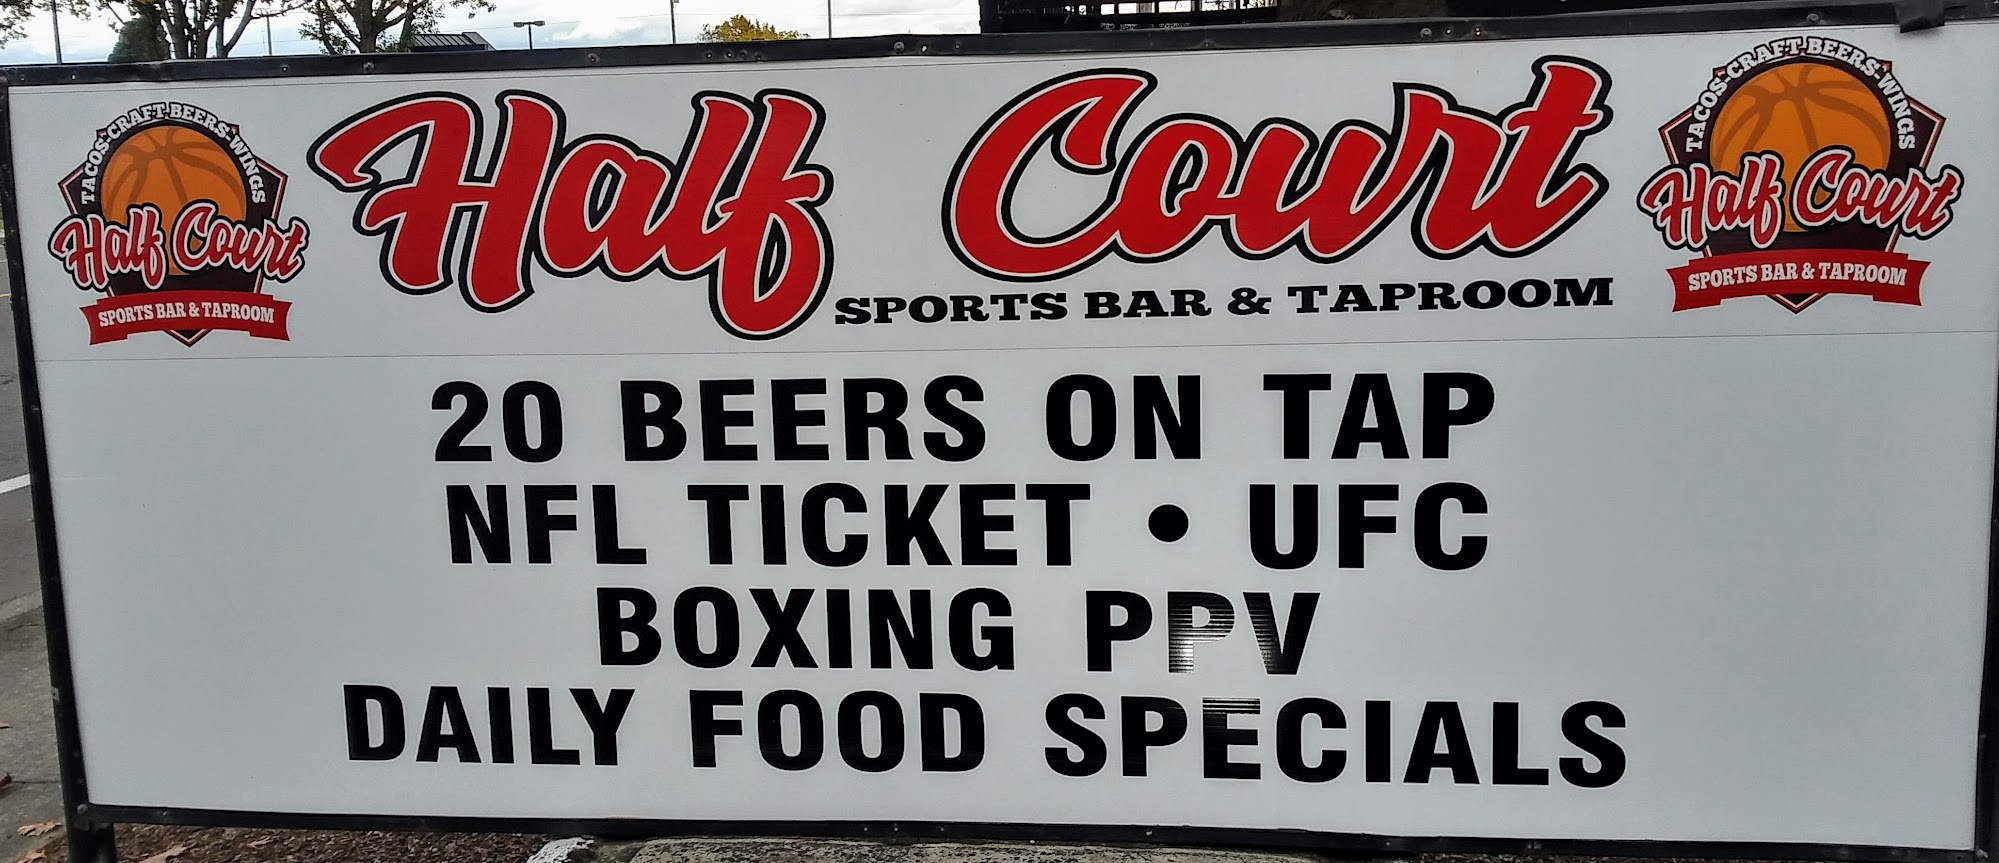 TACOS·CRAFT BEERS·WINGS
Half Court
SPORTS BAR & TAPROOM
Half Court
SPORTS BAR & TAPROOM
TACOS·CRAFT BEERS·WINGS
Half Court
SPORTS BAR & TAPROOM
20 BEERS ON TAP
NFL TICKET • UFC
BOXING PPV
DAILY FOOD SPECIALS